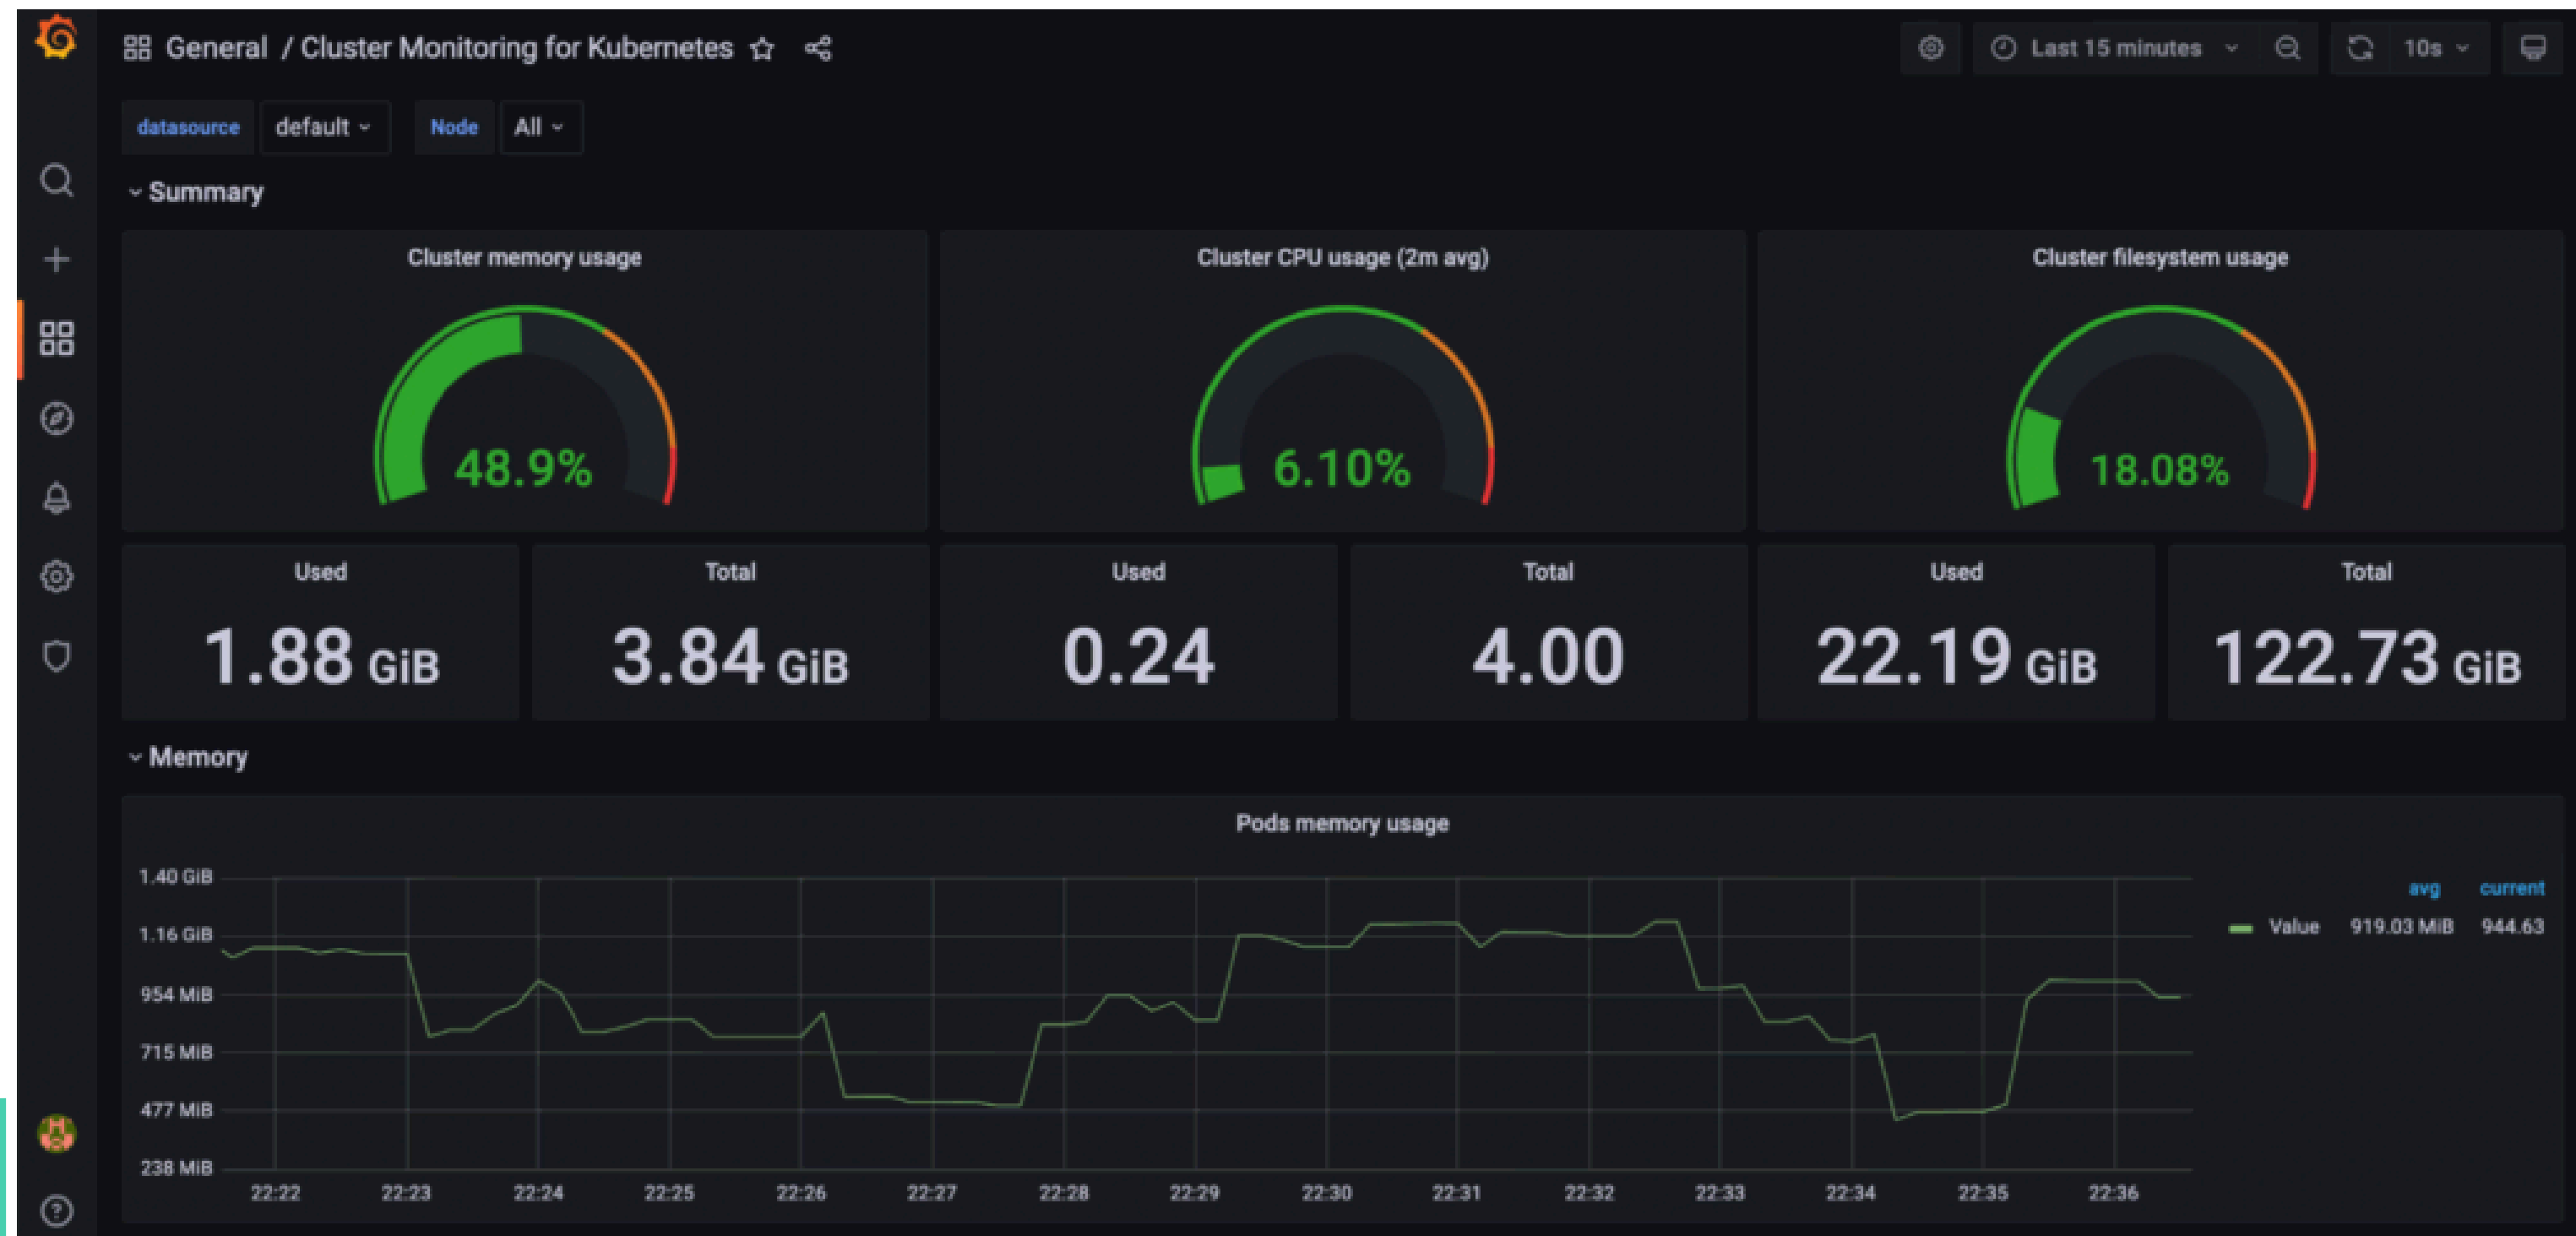 General / Cluster Monitoring for Kubernetes
Last 15 minutes
10s
datasource
default
Node
All
Summary
Cluster memory usage
48.9%
Cluster CPU usage (2m avg)
6.10%
Cluster filesystem usage
18.08%
Used
1.88 GiB
Total
3.84 GiB
Used
0.24
Total
4.00
Used
22.19 GiB
Total
122.73 GiB
Memory
Pods memory usage
1.40 GiB
1.16 GiB
954 MiB
715 MiB
477 MiB
238 MiB
22:22 22:23 22:24 22:25 22:26 22:27 22:28 22:29 22:30 22:31 22:32 22:33 22:34 22:35 22:36
avg current
Value 919.03 MiB 944.63